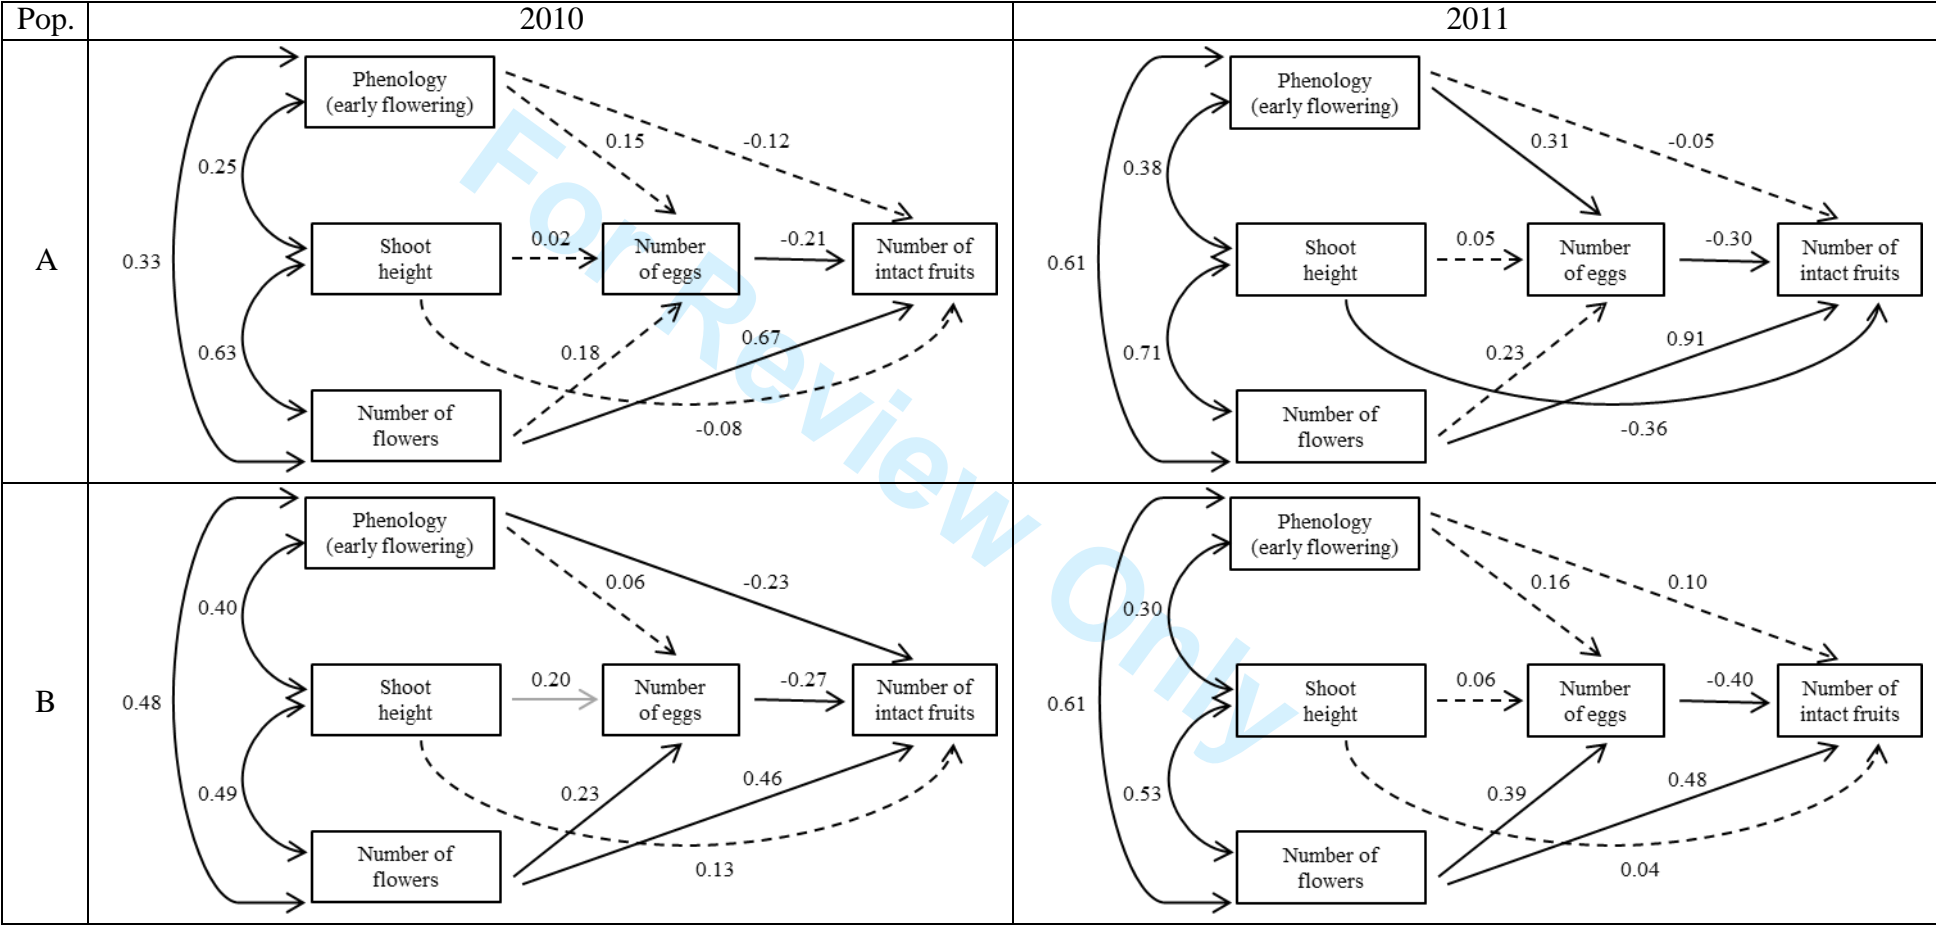 Pop.
2010
2011
A
Phenology
(early flowering)
0.15
-0.12
0.25
Shoot
height
0.02
Number
of eggs
-0.21
Number of
intact fruits
0.33
0.63
0.18
0.67
Number of
flowers
-0.08
Phenology
(early flowering)
0.31
-0.05
0.38
Shoot
height
0.05
Number
of eggs
-0.30
Number of
intact fruits
0.61
0.71
0.23
0.91
Number of
flowers
-0.36
B
Phenology
(early flowering)
0.06
-0.23
0.40
Shoot
height
0.20
Number
of eggs
-0.27
Number of
intact fruits
0.48
0.49
0.23
0.46
Number of
flowers
0.13
Phenology
(early flowering)
0.16
0.10
0.30
Shoot
height
0.06
Number
of eggs
-0.40
Number of
intact fruits
0.61
0.53
0.39
0.48
Number of
flowers
0.04
For Review Only